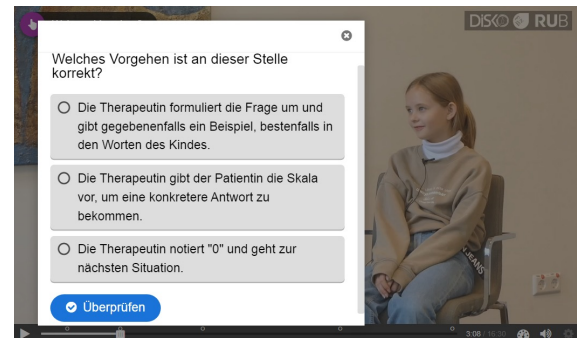 DISKO RUB
Welches Vorgehen ist an dieser Stelle
korrekt?
Die Therapeutin formuliert die Frage um und
gibt gegebenenfalls ein Beispiel, bestenfalls in
den Worten des Kindes.
Die Therapeutin gibt der Patientin die Skala
vor, um eine konkretere Antwort zu
bekommen.
Die Therapeutin notiert "0" und geht zur
nächsten Situation.
Überprüfen
JEANS
3:08 / 16:30